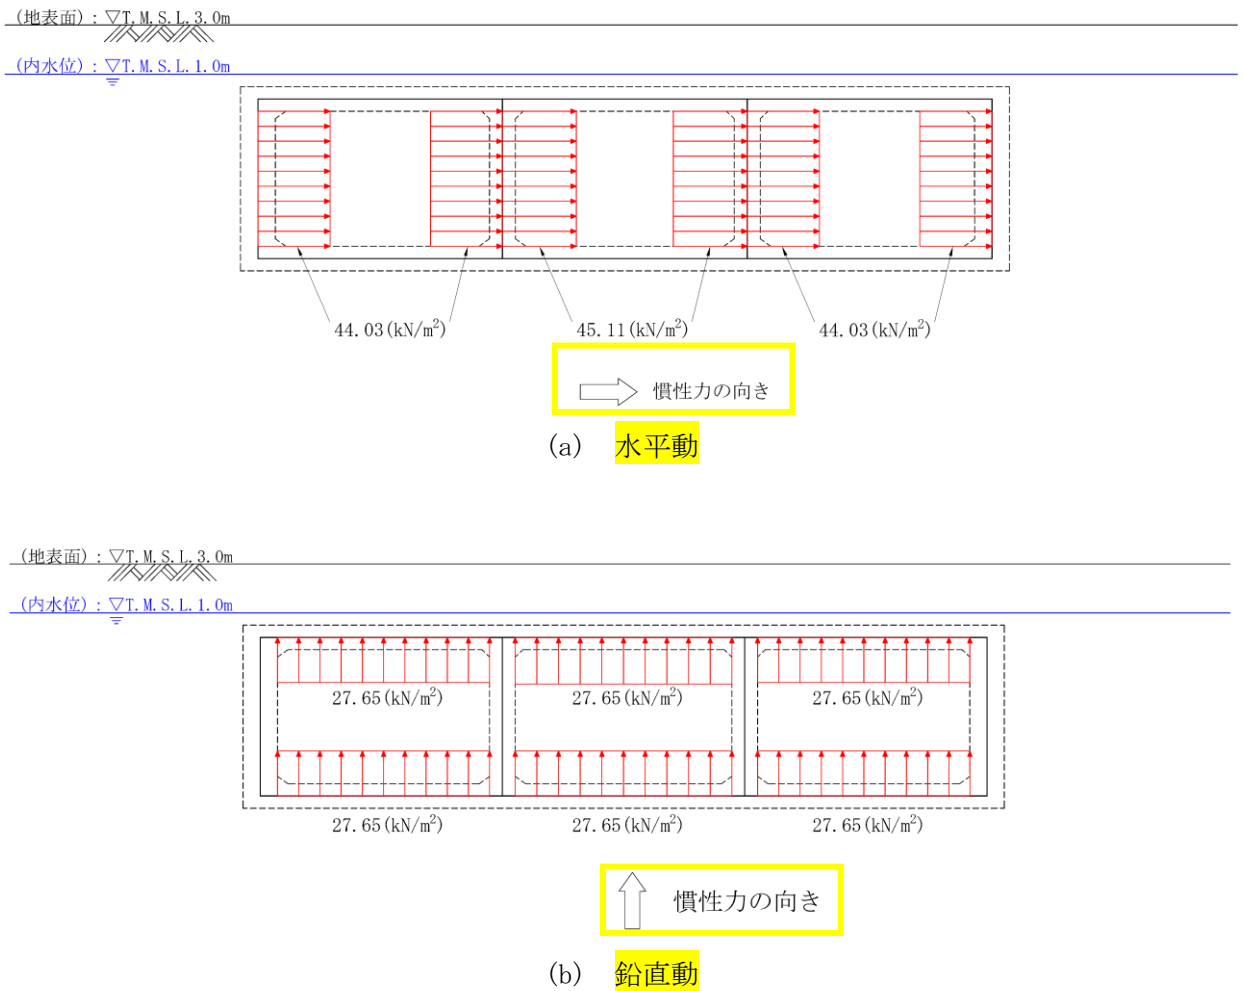 (地表面)：▽T.M.S.L.3.0m
(内水位)：▽T.M.S.L.1.0m
44.03(kN/m²) 45.11(kN/m²) 44.03(kN/m²)
慣性力の向き
(a) 水平動
(地表面)：▽T.M.S.L.3.0m
(内水位)：▽T.M.S.L.1.0m
27.65(kN/m²) 27.65(kN/m²) 27.65(kN/m²)
27.65(kN/m²) 27.65(kN/m²) 27.65(kN/m²)
慣性力の向き
(b) 鉛直動